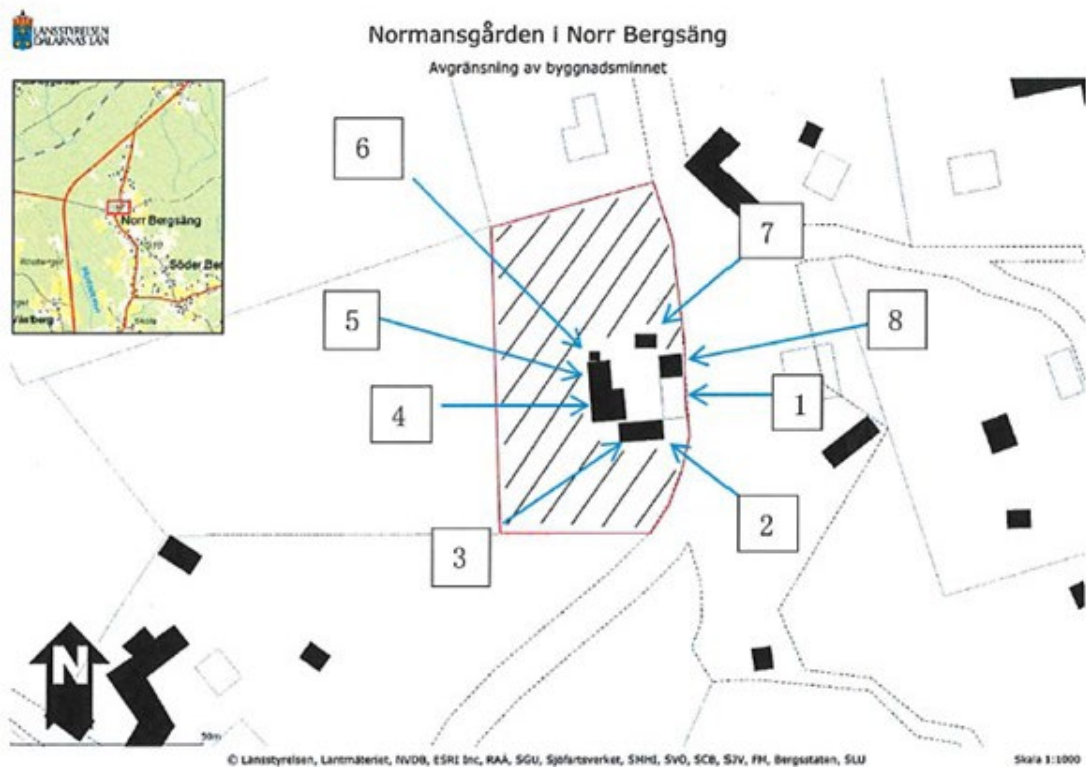 LÄNSSTYRELSEN
DALARNAS LÄN
Normansgården i Norr Bergsäng
Avgränsning av byggnadsminnet
Norr Bergsäng
Söder Ber
Skola
6
7
5
8
4
1
3
2
N
50m
© Länsstyrelsen, Lantmäteriet, NVDB, ESRI Inc, RAÄ, SGU, Sjöfartsverket, SMHI, SVO, SCB, SJV, FM, Bergsstaten, SLU
Skala 1:1000